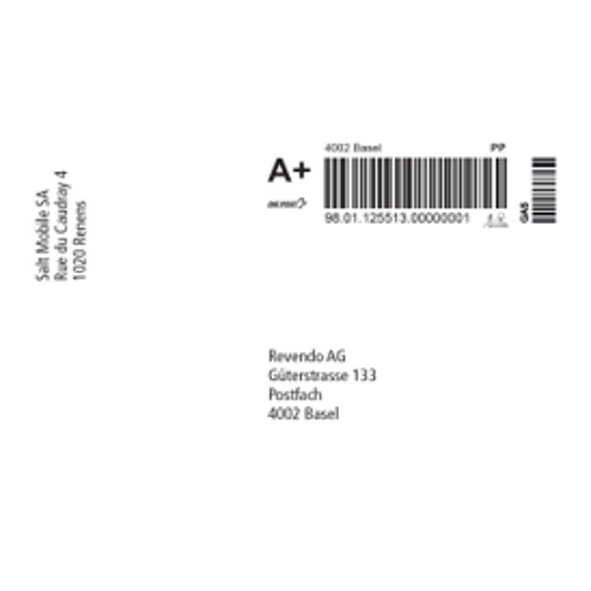 Salt Mobile SA
Rue du Caudray 4
1020 Renens
A+
4002 Basel PP
98.01.125513.00000001
GAS
Revendo AG
Güterstrasse 133
Postfach
4002 Basel